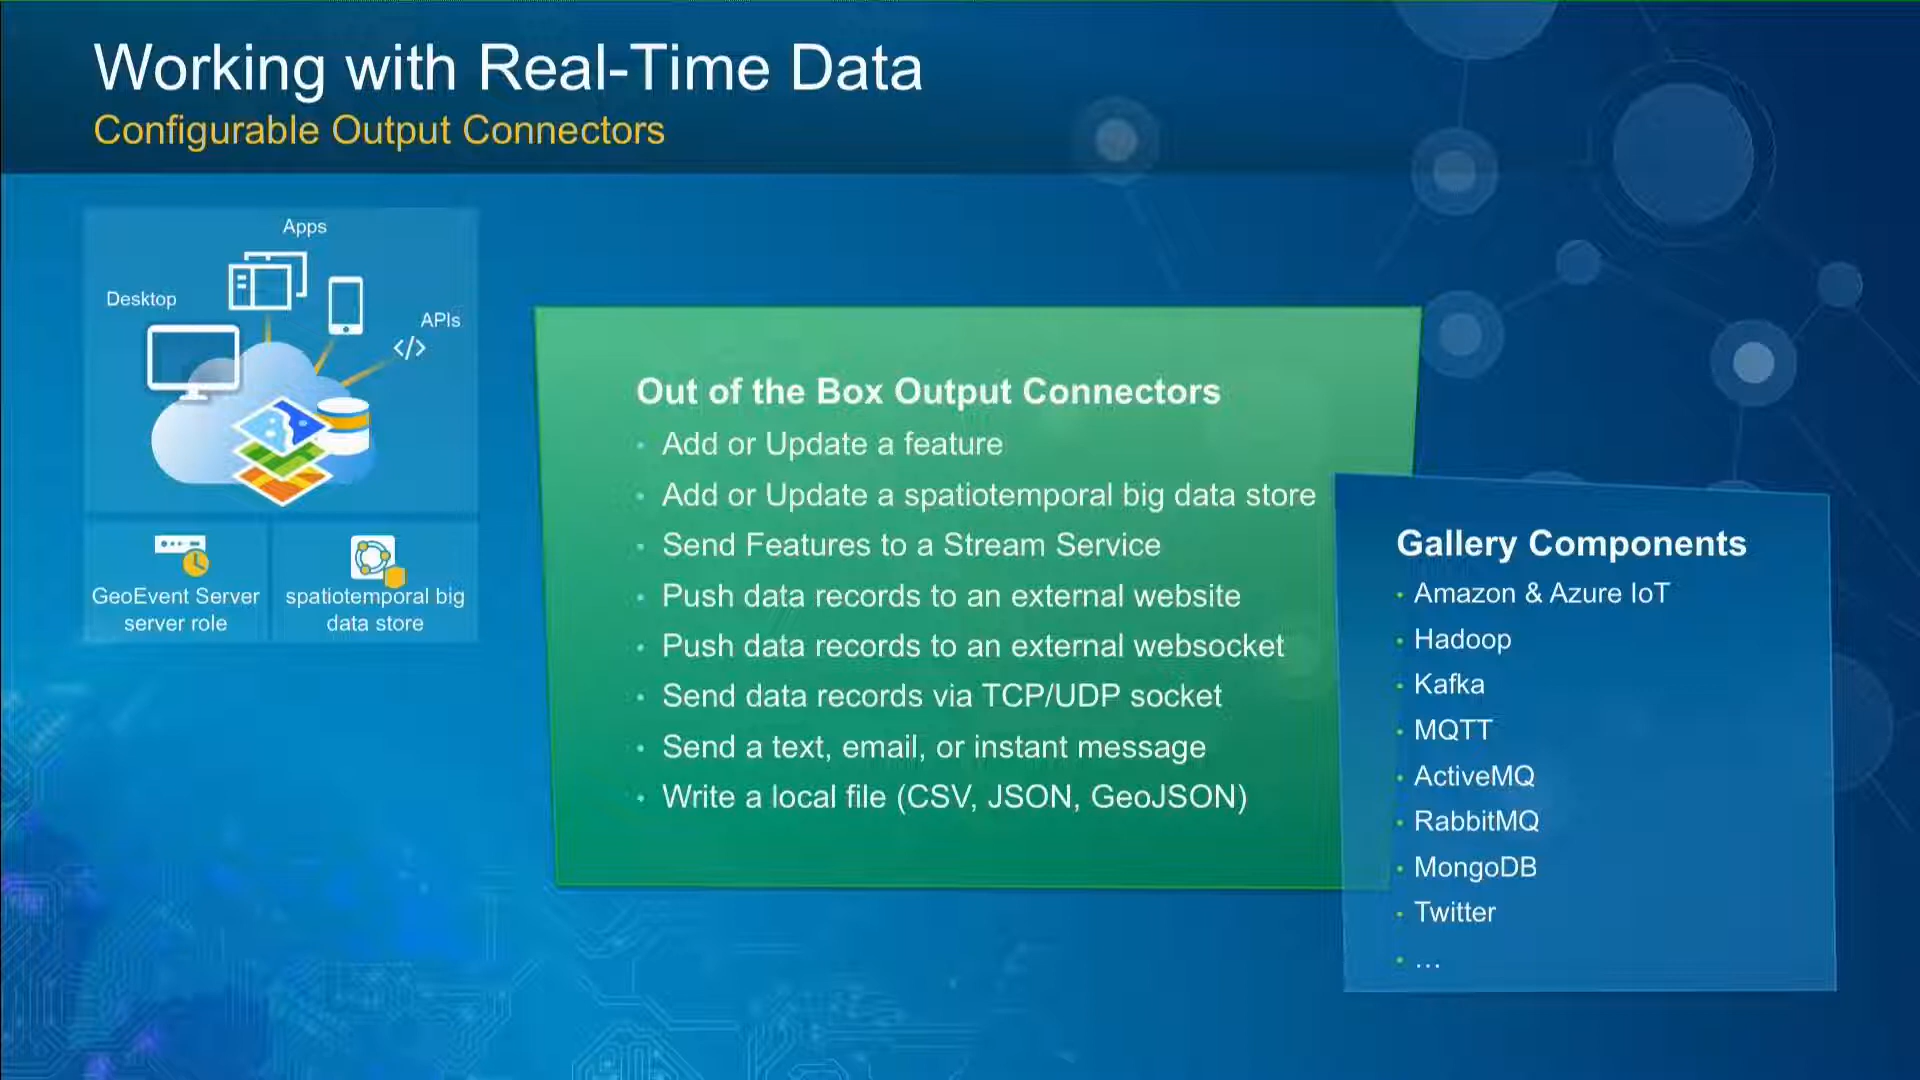 Working with Real-Time Data
Configurable Output Connectors
Apps
Desktop
APIs
</>
GeoEvent Server
server role
spatiotemporal big
data store
Out of the Box Output Connectors
· Add or Update a feature
· Add or Update a spatiotemporal big data store
· Send Features to a Stream Service
· Push data records to an external website
· Push data records to an external websocket
· Send data records via TCP/UDP socket
· Send a text, email, or instant message
· Write a local file (CSV, JSON, GeoJSON)
Gallery Components
· Amazon & Azure IoT
· Hadoop
· Kafka
· MQTT
· ActiveMQ
· RabbitMQ
· MongoDB
· Twitter
· …